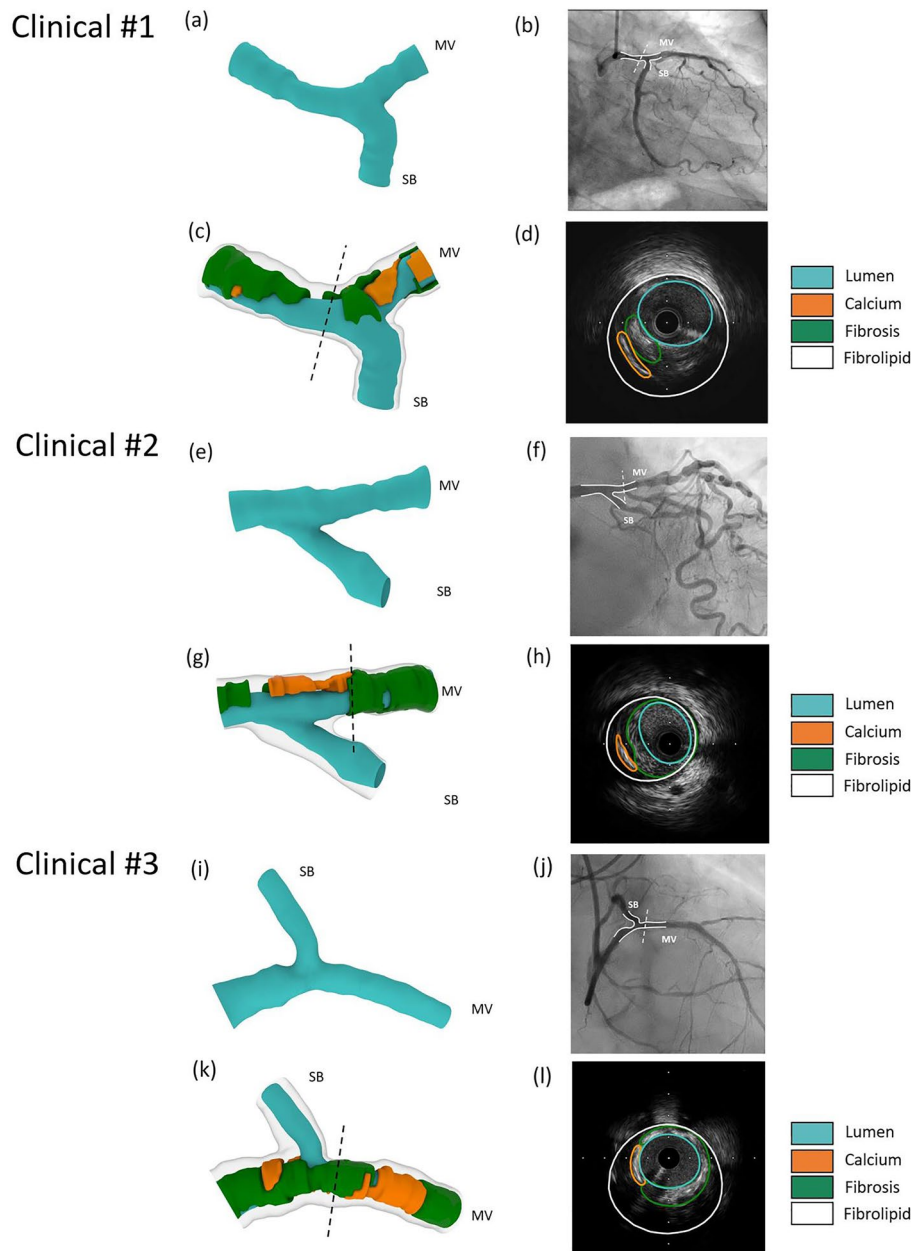 Clinical #1
(a)
MV
SB
(b)
MV
SB
(c)
MV
SB
(d)
Lumen
Calcium
Fibrosis
Fibrolipid
Clinical #2
(e)
MV
SB
(f)
MV
SB
(g)
MV
SB
(h)
Lumen
Calcium
Fibrosis
Fibrolipid
Clinical #3
(i)
SB
MV
(j)
SB
MV
(k)
SB
MV
(l)
Lumen
Calcium
Fibrosis
Fibrolipid